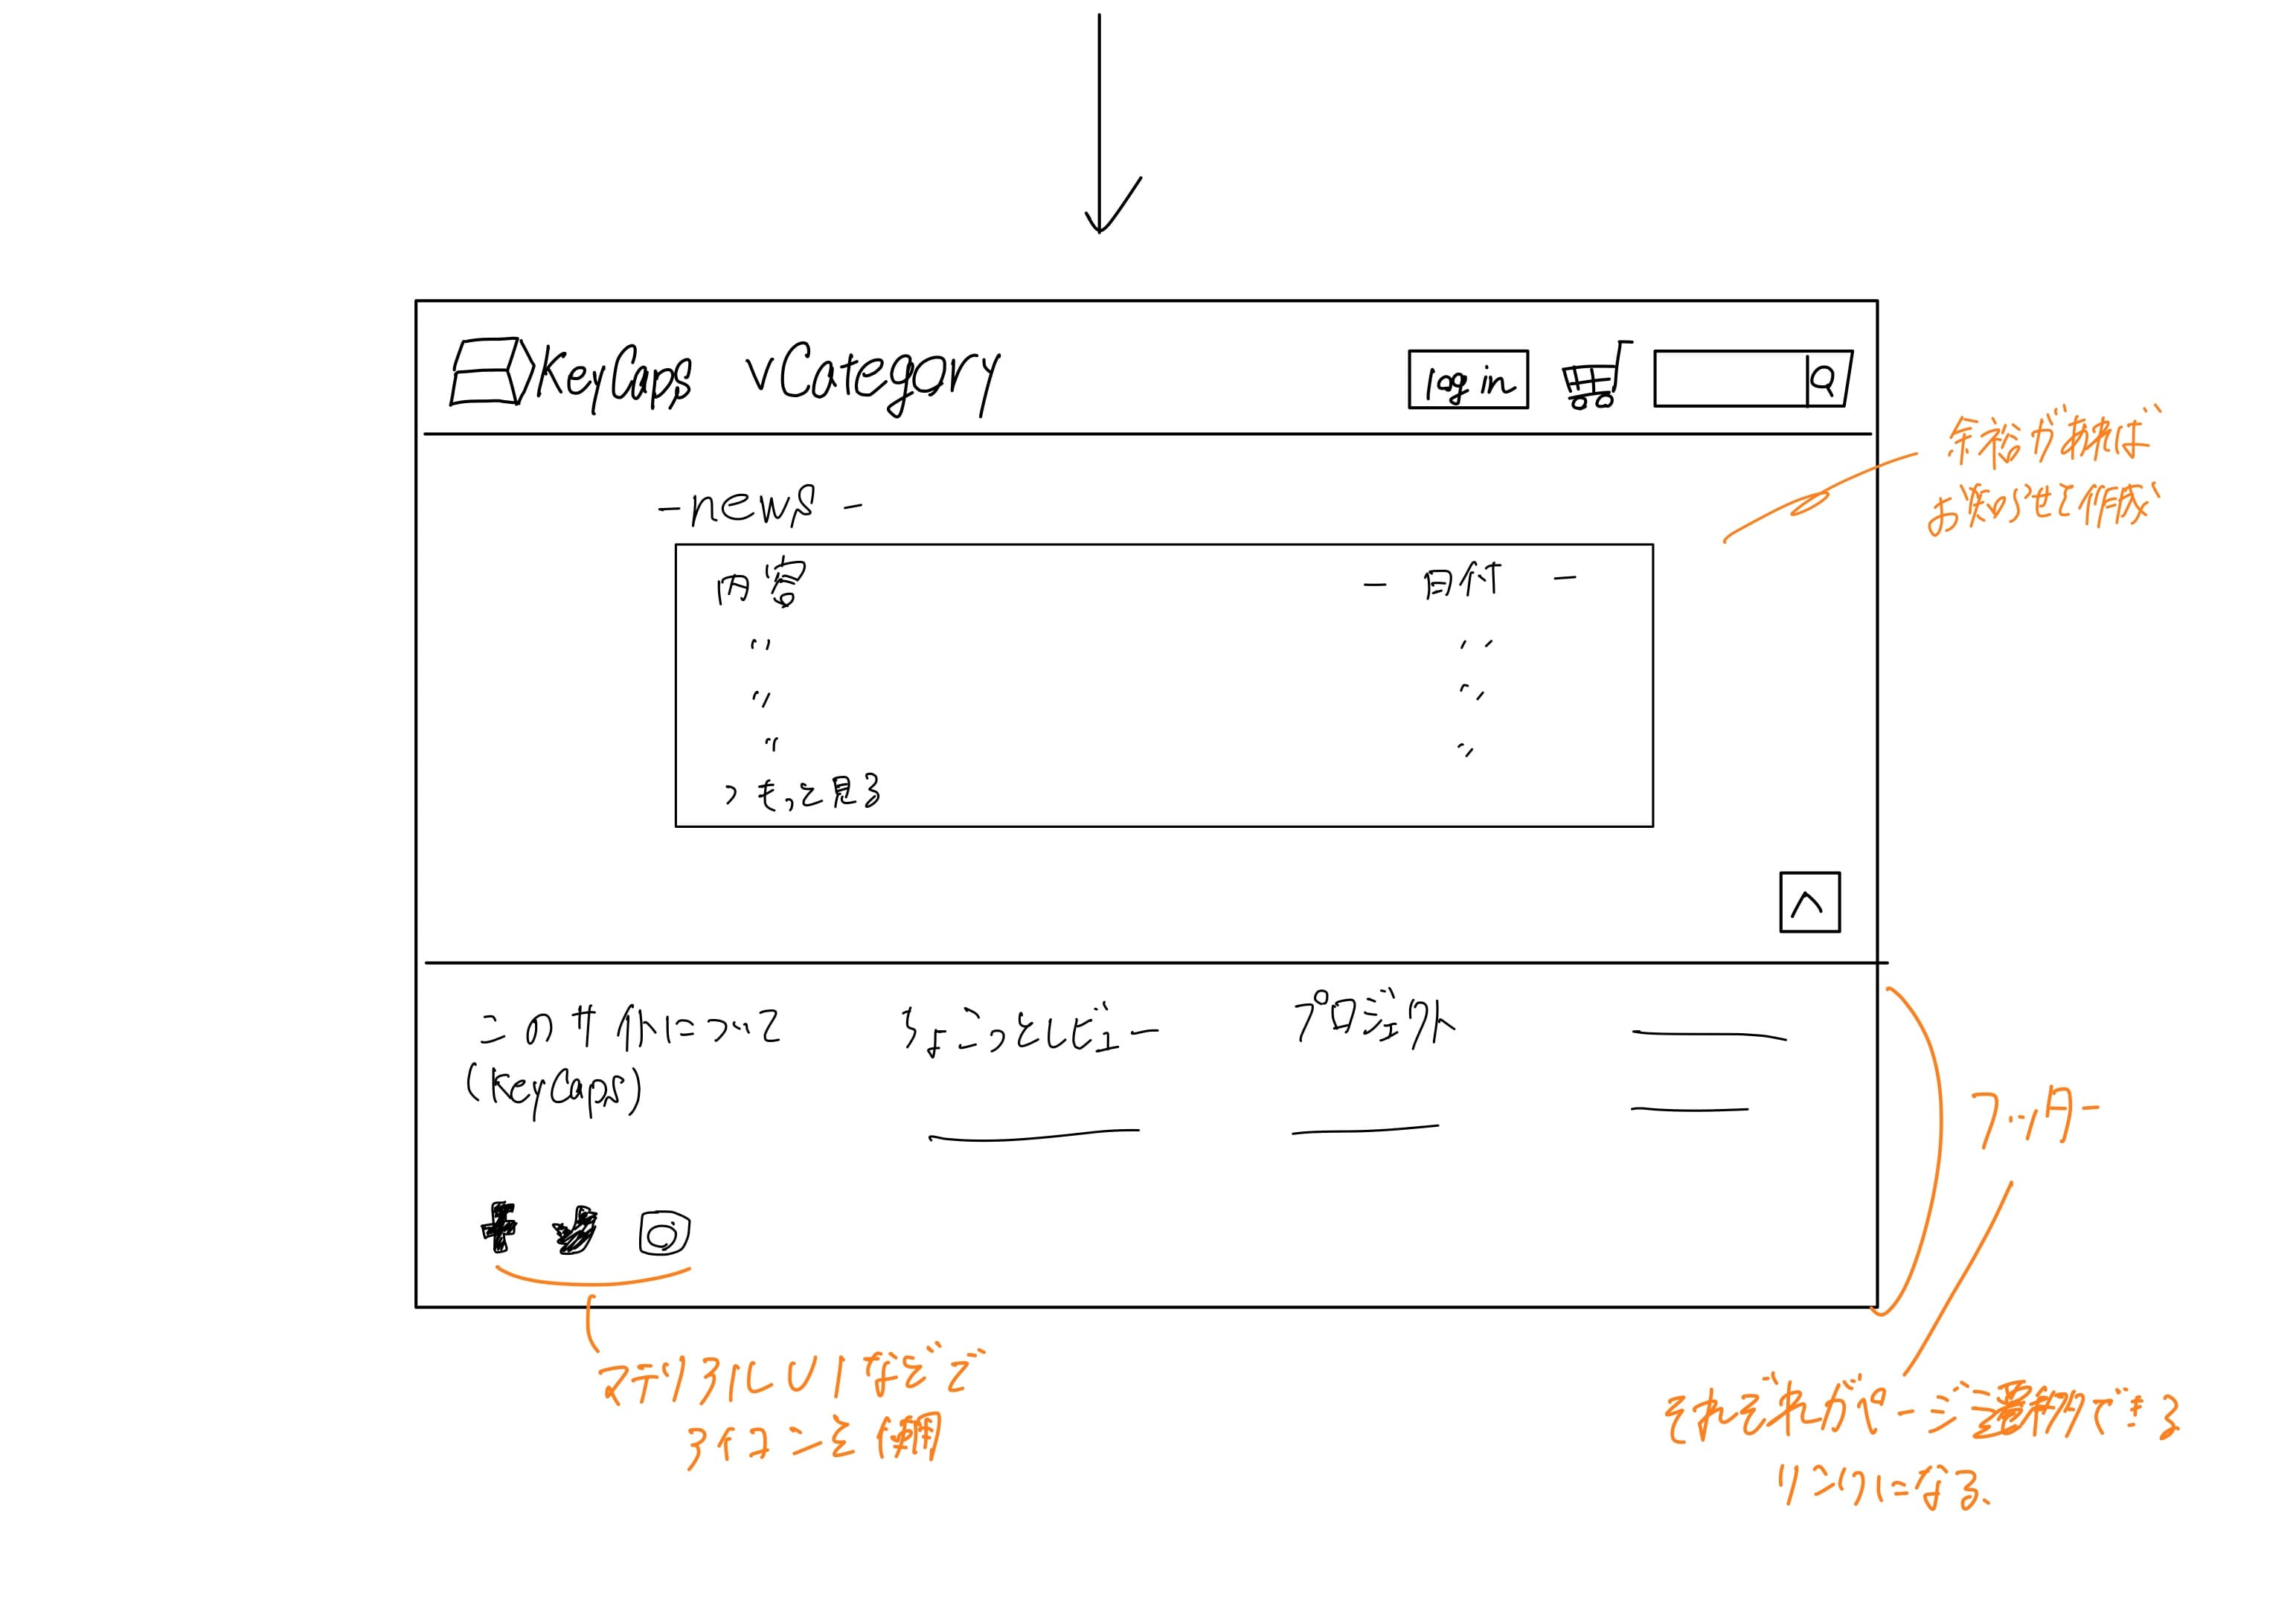 KeyCaps ∨Category log in
余裕があれば
お知らせを作成
-news-
内容 - 日付 -
〃 〃
〃 〃
〃 〃
> もっと見る
このサイトについて ちょこっとレビュー プロジェクト
(KeyCaps)
フッター
マテリアルUIなどで
アイコンを使用
それぞれがページ遷移できる
リンクになる.